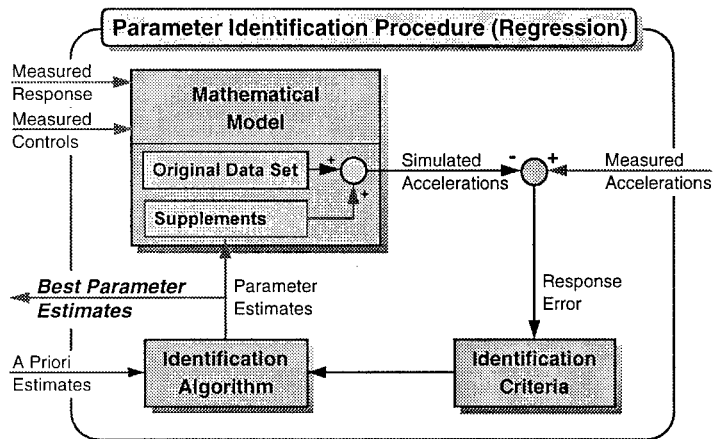 Parameter Identification Procedure (Regression)
Measured
Response
Measured
Controls
Mathematical
Model
Original Data Set
+
+
Supplements
Simulated
Accelerations
-
+
Measured
Accelerations
Best Parameter
Estimates
Parameter
Estimates
Response
Error
A Priori
Estimates
Identification
Algorithm
Identification
Criteria